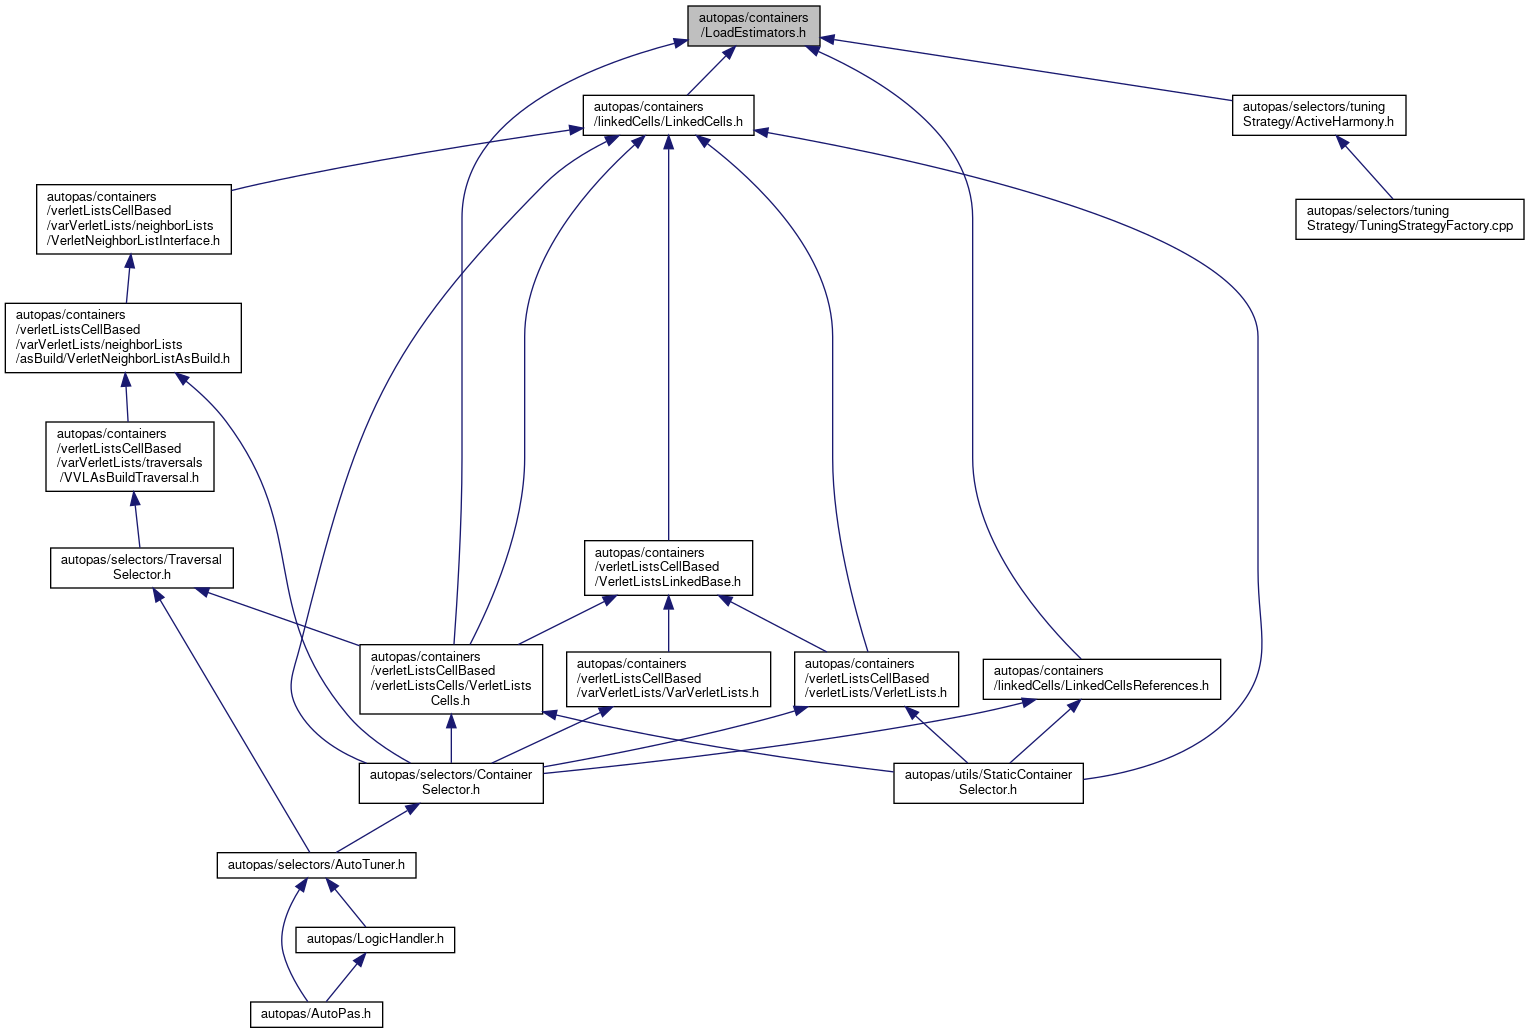 autopas/containers
/LoadEstimators.h
autopas/containers
/linkedCells/LinkedCells.h
autopas/selectors/tuning
Strategy/ActiveHarmony.h
autopas/containers
/verletListsCellBased
/varVerletLists/neighborLists
/VerletNeighborListInterface.h
autopas/selectors/tuning
Strategy/TuningStrategyFactory.cpp
autopas/containers
/verletListsCellBased
/varVerletLists/neighborLists
/asBuild/VerletNeighborListAsBuild.h
autopas/containers
/verletListsCellBased
/varVerletLists/traversals
/VVLAsBuildTraversal.h
autopas/selectors/Traversal
Selector.h
autopas/containers
/verletListsCellBased
/VerletListsLinkedBase.h
autopas/containers
/verletListsCellBased
/verletListsCells/VerletLists
Cells.h
autopas/containers
/verletListsCellBased
/varVerletLists/VarVerletLists.h
autopas/containers
/verletListsCellBased
/verletLists/VerletLists.h
autopas/containers
/linkedCells/LinkedCellsReferences.h
autopas/selectors/Container
Selector.h
autopas/utils/StaticContainer
Selector.h
autopas/selectors/AutoTuner.h
autopas/LogicHandler.h
autopas/AutoPas.h